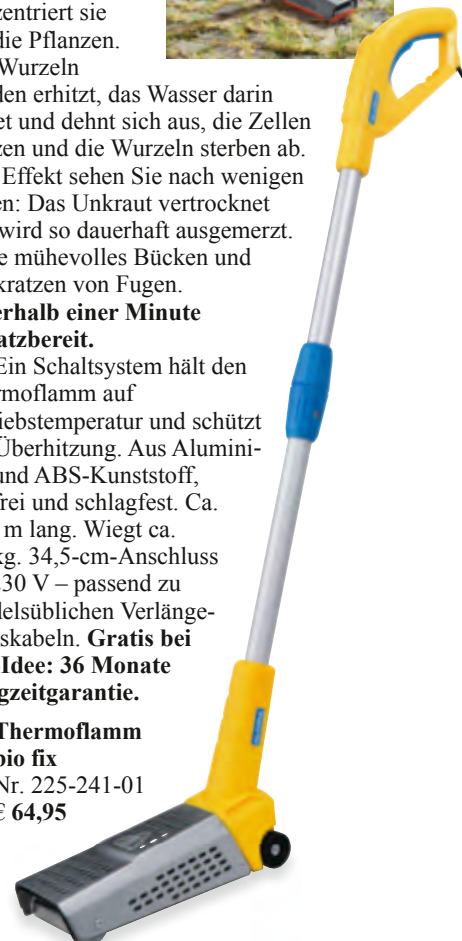 zentriert sie
die Pflanzen.
Wurzeln
den erhitzt, das Wasser darin
et und dehnt sich aus, die Zellen
zen und die Wurzeln sterben ab.
Effekt sehen Sie nach wenigen
en: Das Unkraut vertrocknet
wird so dauerhaft ausgemerzt.
e mühevolles Bücken und
kratzen von Fugen.
erhalb einer Minute
atzbereit.
Ein Schaltsystem hält den
rmoflamm auf
iebstemperatur und schützt
Überhitzung. Aus Alumini-
und ABS-Kunststoff,
frei und schlagfest. Ca.
m lang. Wiegt ca.
kg. 34,5-cm-Anschluss
30 V – passend zu
delsüblichen Verlänge-
skabeln. Gratis bei
Idee: 36 Monate
gzeitgarantie.
Thermoflamm
bio fix
Nr. 225-241-01
€ 64,95